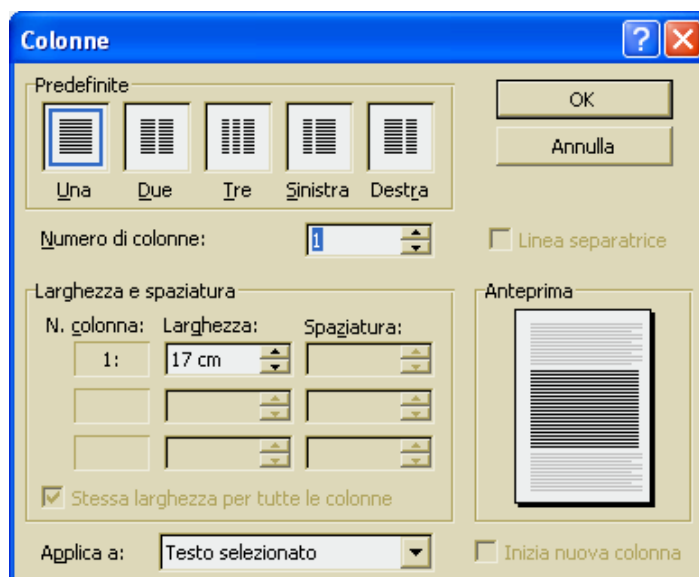 Colonne
Predefinite
OK
Annulla
Una Due Tre Sinistra Destra
Numero di colonne: 1 Linea separatrice
Larghezza e spaziatura Anteprima
N. colonna: Larghezza: Spaziatura:
1: 17 cm
Stessa larghezza per tutte le colonne
Applica a: Testo selezionato Inizia nuova colonna